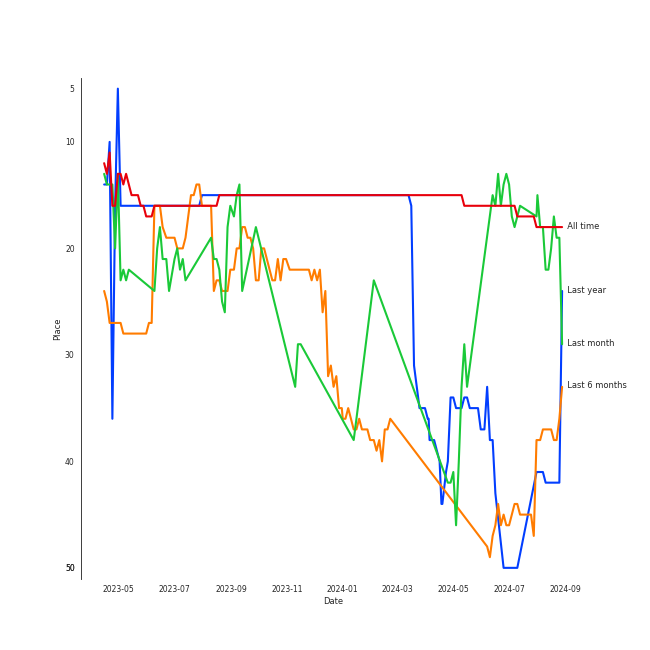 5
10
20
30
40
50
Place
2023-05
2023-07
2023-09
2023-11
2024-01
2024-03
2024-05
2024-07
2024-09
Date
All time
Last year
Last month
Last 6 months